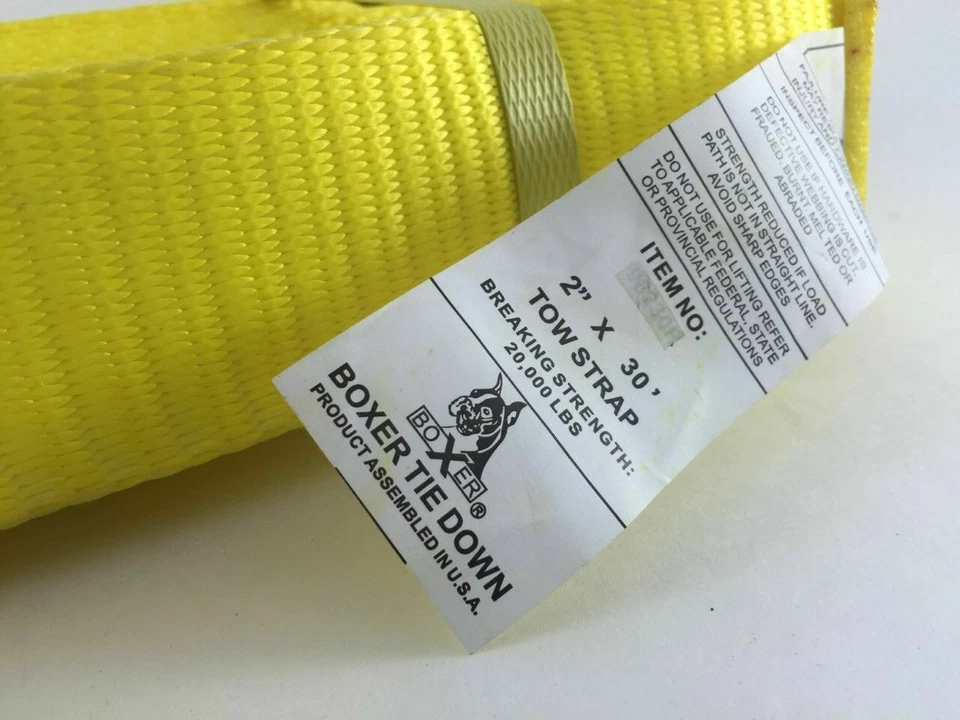 INSPECT BEFORE EACH USE
DO NOT USE IF HARDWARE IS
DEFECTIVE WEBBING IS CUT.
FRAUED. BURNT MELTED OR
ABRADED
STRENGTH REDUCED IF LOAD
PATH IS NOT IN STRAIGHT LINE.
AVOID SHARP EDGES
DO NOT USE FOR LIFTING REFER
TO APPLICABLE FEDERAL, STATE
OR PROVINCIAL REGULATIONS
ITEM NO:
2" X 30'
TOW STRAP
BREAKING STRENGTH:
20,000 LBS
BOXER ®
BOXER TIE DOWN
PRODUCT ASSEMBLED IN U.S.A.